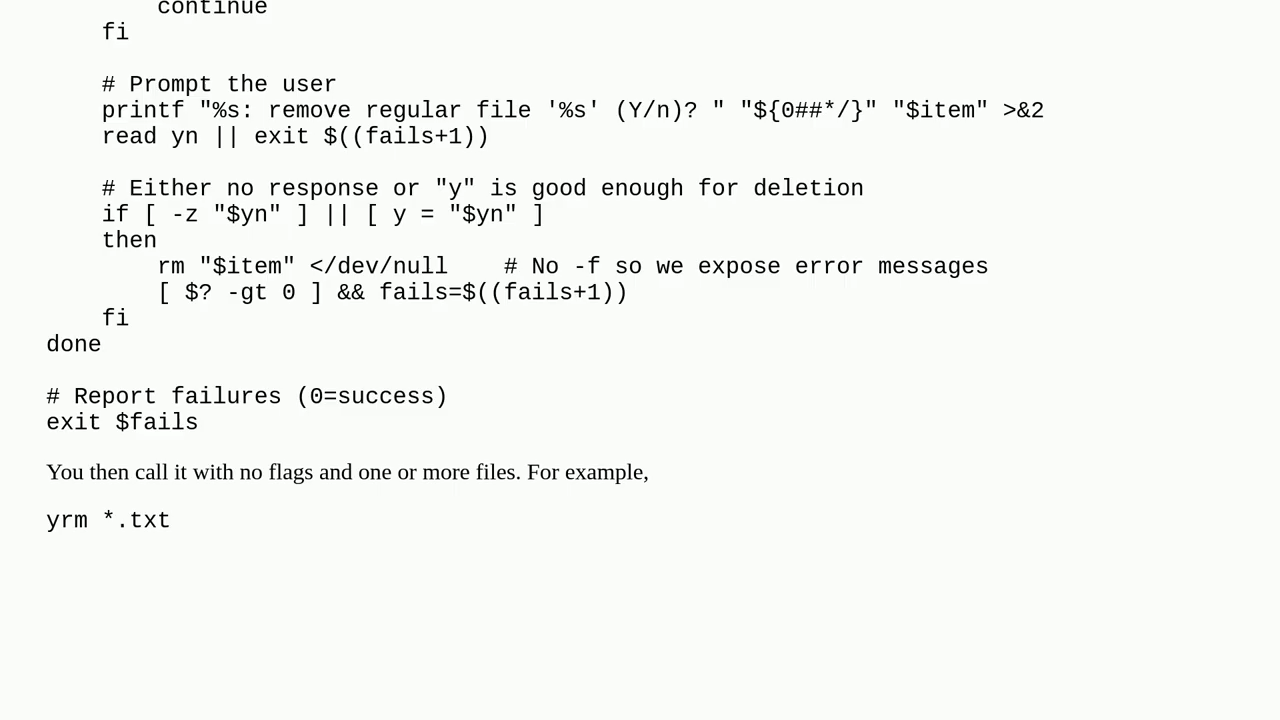 continue
fi
# Prompt the user
printf "%s: remove regular file '%s' (Y/n)? " "${0##*/}" "$item" >&2
read yn || exit $((fails+1))
# Either no response or "y" is good enough for deletion
if [ -z "$yn" ] || [ y = "$yn" ]
then
rm "$item" </dev/null    # No -f so we expose error messages
[ $? -gt 0 ] && fails=$((fails+1))
fi
done
# Report failures (0=success)
exit $fails
You then call it with no flags and one or more files. For example,
yrm *.txt